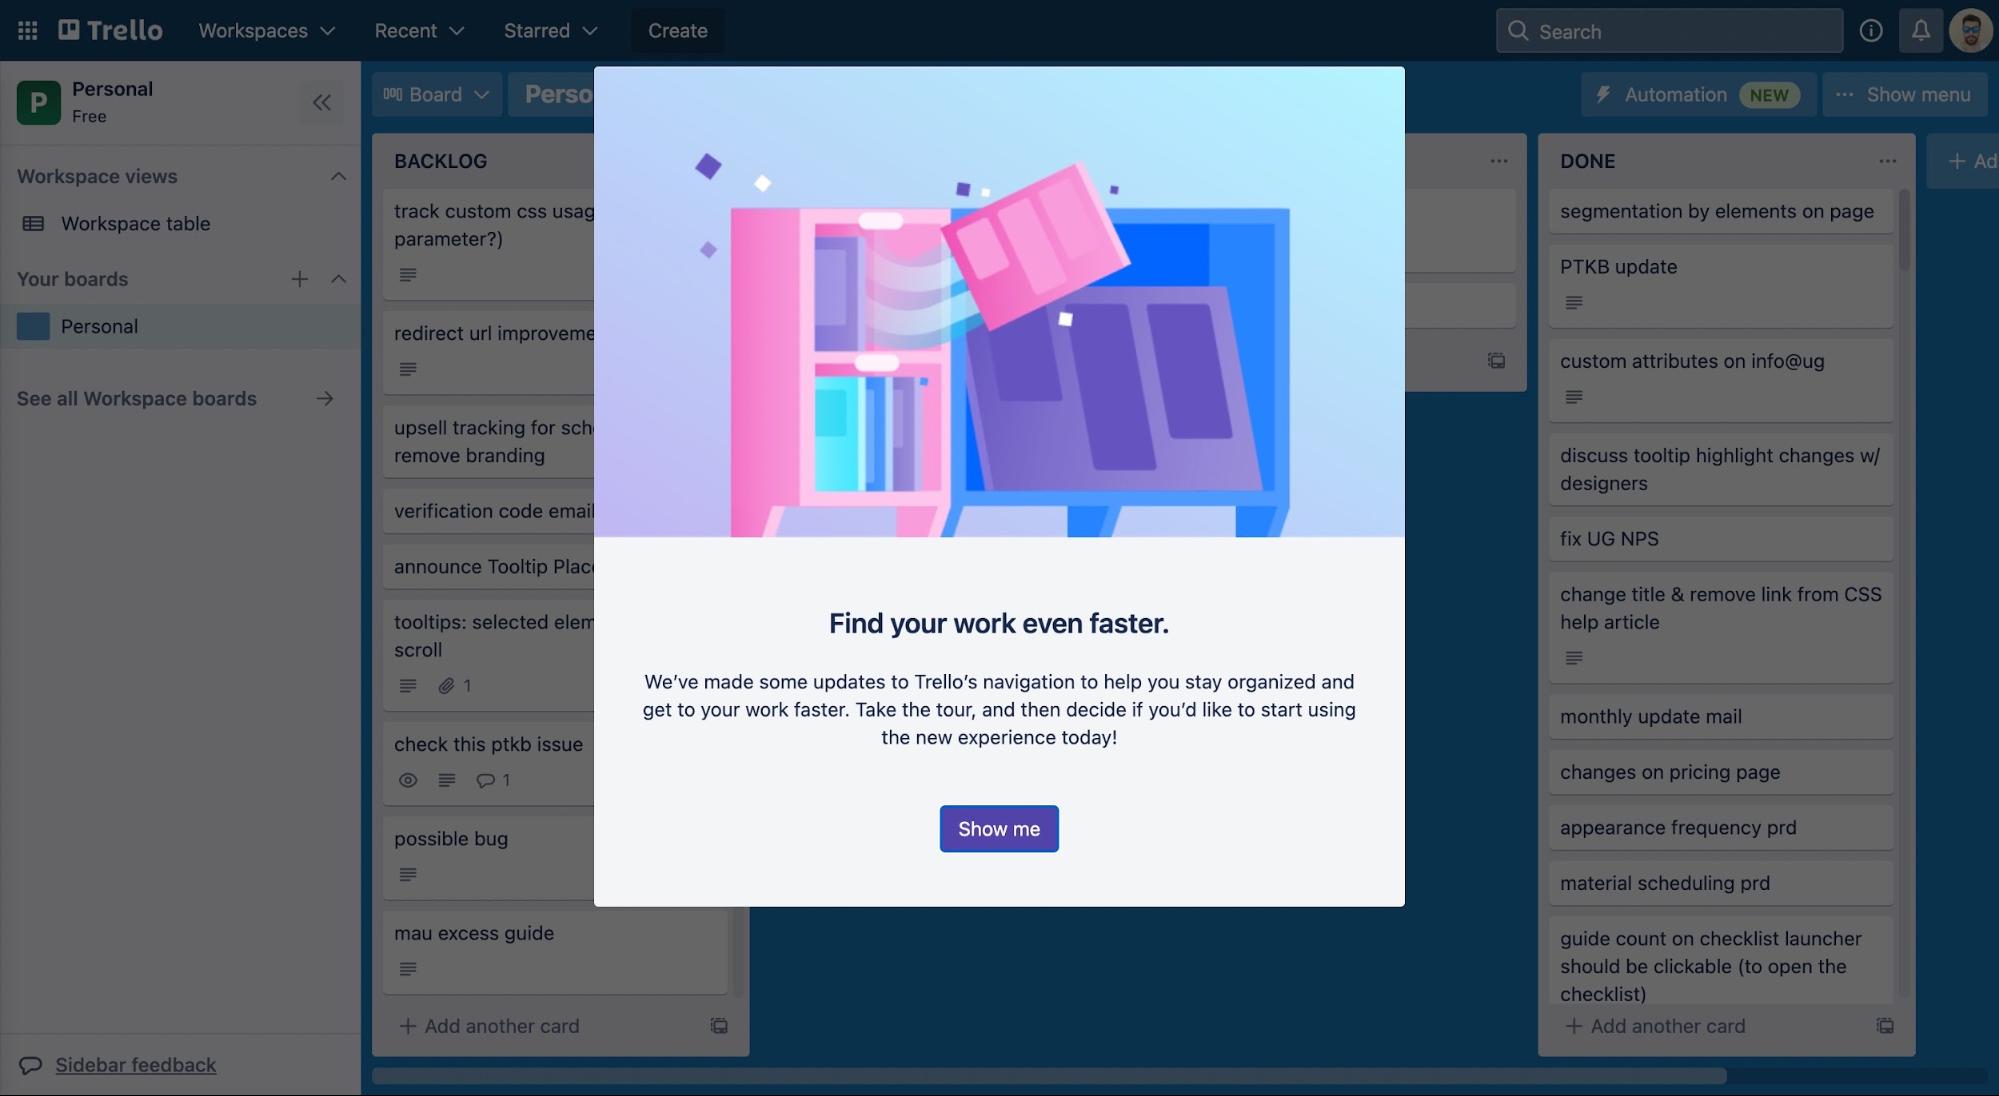 Trello
Workspaces
Recent
Starred
Create
Search
P
Personal
Free
Workspace views
Workspace table
Your boards
Personal
See all Workspace boards
Sidebar feedback
Board
Perso
Automation
NEW
Show menu
BACKLOG
track custom css usag
parameter?)
redirect url improveme
upsell tracking for sch
remove branding
verification code email
announce Tooltip Plac
tooltips: selected elem
scroll
1
check this ptkb issue
1
possible bug
mau excess guide
Add another card
Find your work even faster.
We’ve made some updates to Trello’s navigation to help you stay organized and
get to your work faster. Take the tour, and then decide if you’d like to start using
the new experience today!
Show me
DONE
segmentation by elements on page
PTKB update
custom attributes on info@ug
discuss tooltip highlight changes w/
designers
fix UG NPS
change title & remove link from CSS
help article
monthly update mail
changes on pricing page
appearance frequency prd
material scheduling prd
guide count on checklist launcher
should be clickable (to open the
checklist)
Add another card
Ad